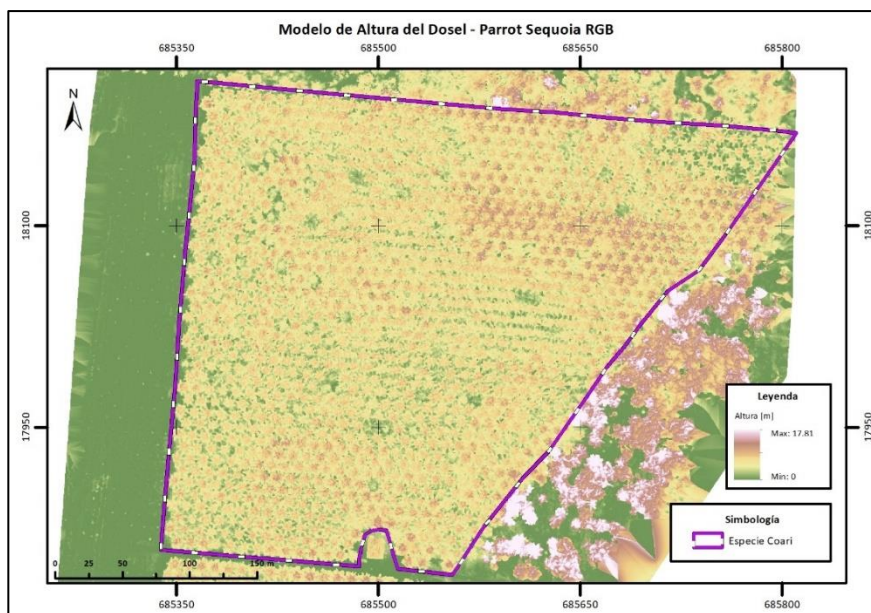 Modelo de Altura del Dosel - Parrot Sequoia RGB
685350 685500 685650 685800
N
18100 18100
17950 17950
Leyenda
Altura [m]
Max: 17.81
Min: 0
Simbología
Especie Coari
0 25 50 100 150 m
685350 685500 685650 685800